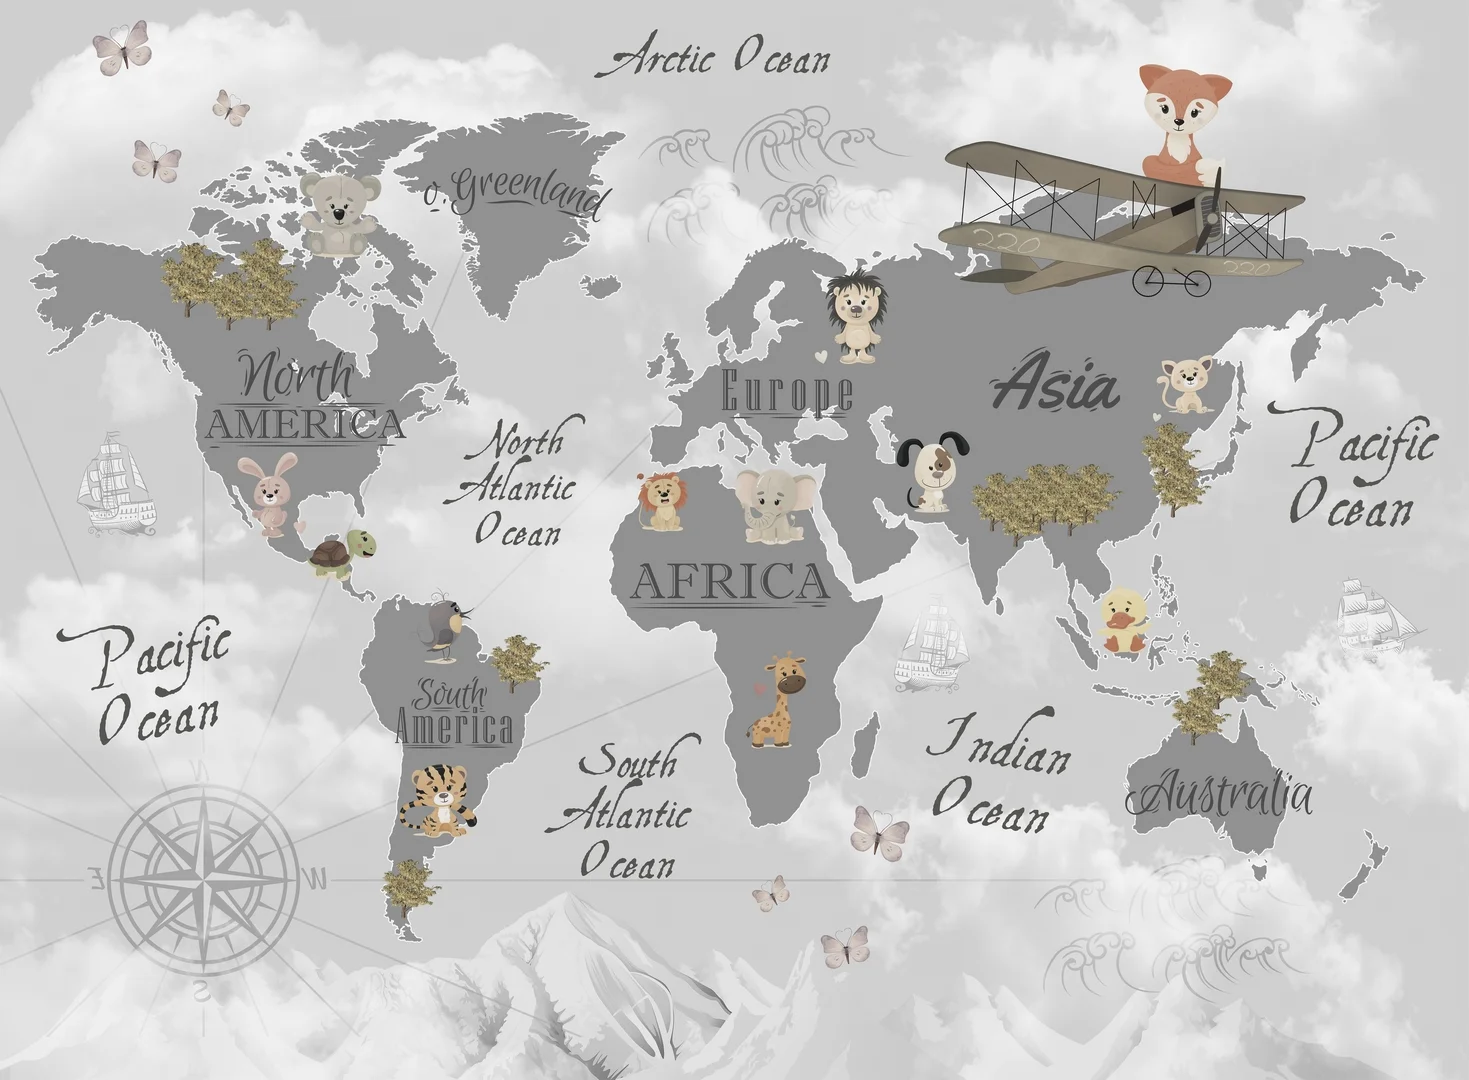 Arctic Ocean
o. Greenland
220
220
North
AMERICA
Europe
Asia
North
Atlantic
Ocean
Pacific
Ocean
AFRICA
Pacific
Ocean
South
America
South
Atlantic
Ocean
Indian
Ocean
Australia
N
E
W
S